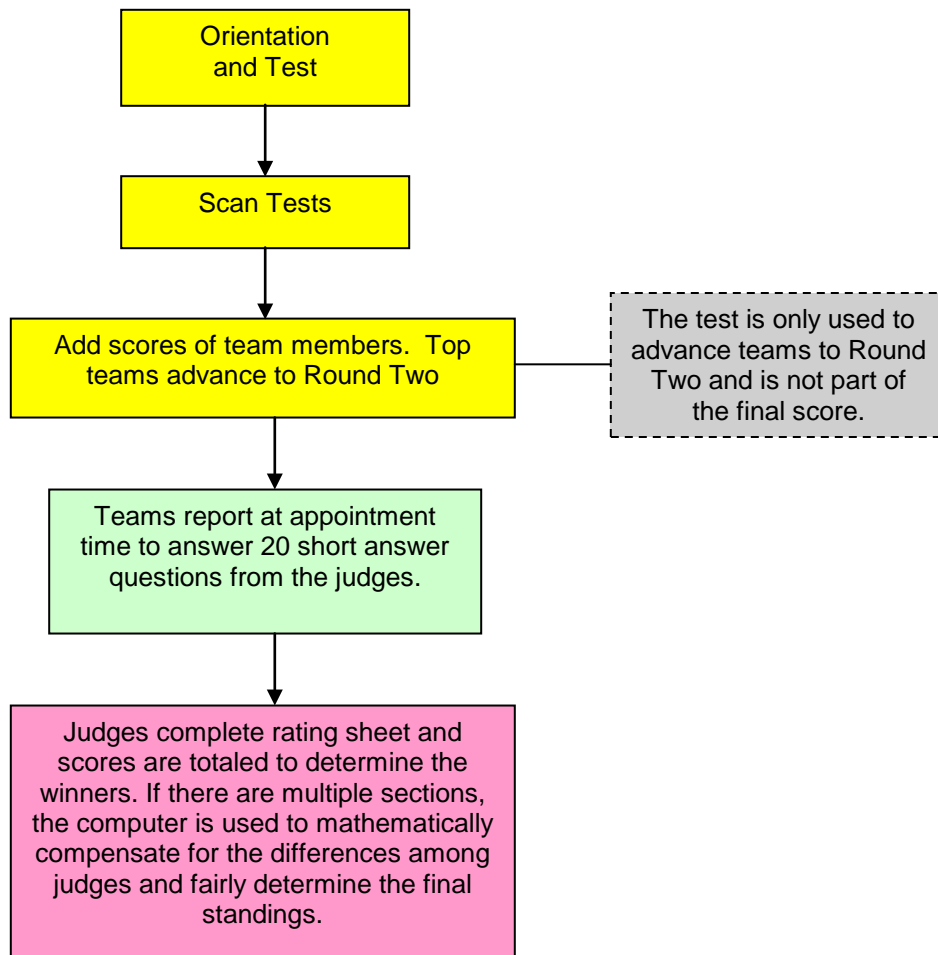 Orientation
and Test
Scan Tests
Add scores of team members.  Top
teams advance to Round Two
The test is only used to
advance teams to Round
Two and is not part of
the final score.
Teams report at appointment
time to answer 20 short answer
questions from the judges.
Judges complete rating sheet and
scores are totaled to determine the
winners. If there are multiple sections,
the computer is used to mathematically
compensate for the differences among
judges and fairly determine the final
standings.